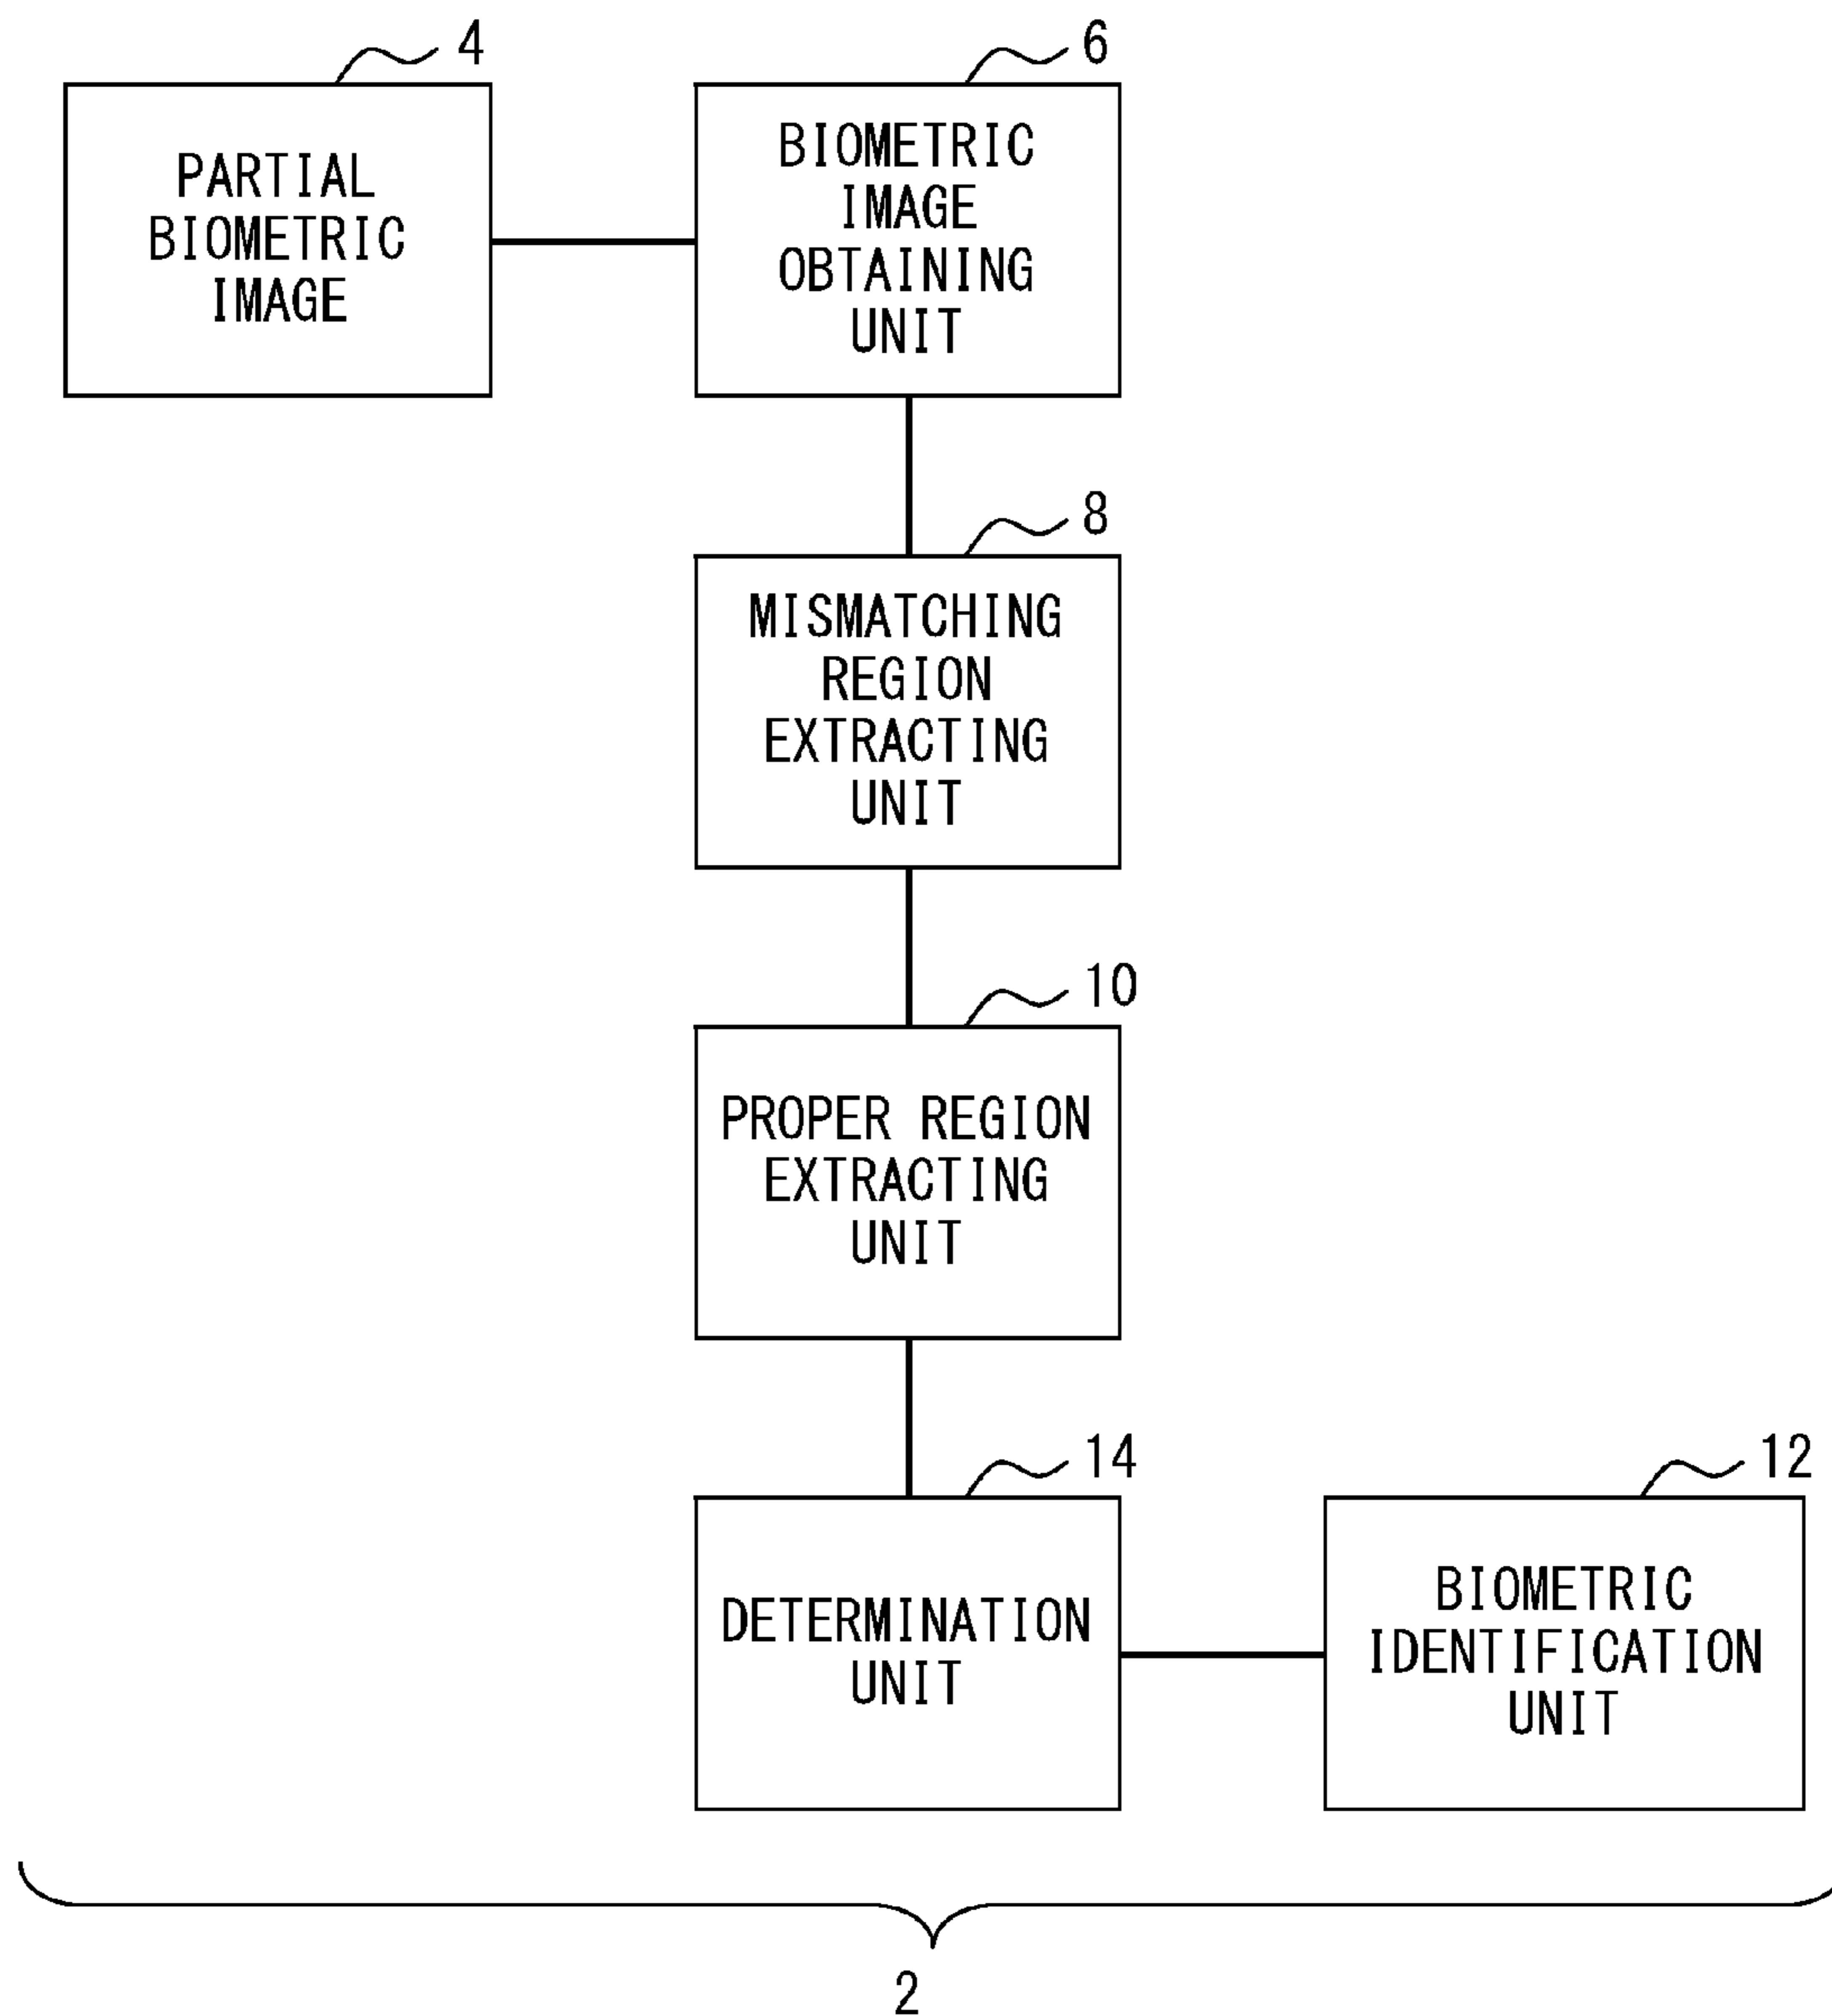 4
PARTIAL
BIOMETRIC
IMAGE
6
BIOMETRIC
IMAGE
OBTAINING
UNIT
8
MISMATCHING
REGION
EXTRACTING
UNIT
10
PROPER REGION
EXTRACTING
UNIT
14
DETERMINATION
UNIT
12
BIOMETRIC
IDENTIFICATION
UNIT
2